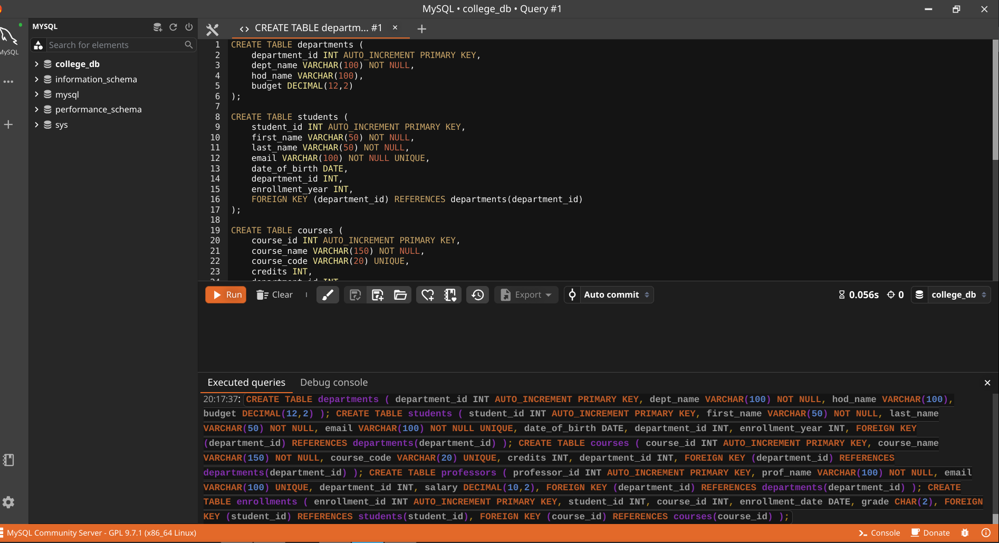 MySQL • college_db • Query #1
MYSQL
CREATE TABLE departm... #1
Search for elements
MySQL
college_db
information_schema
mysql
performance_schema
sys
1 CREATE TABLE departments (
2 department_id INT AUTO_INCREMENT PRIMARY KEY,
3 dept_name VARCHAR(100) NOT NULL,
4 hod_name VARCHAR(100),
5 budget DECIMAL(12,2)
6 );
7
8 CREATE TABLE students (
9 student_id INT AUTO_INCREMENT PRIMARY KEY,
10 first_name VARCHAR(50) NOT NULL,
11 last_name VARCHAR(50) NOT NULL,
12 email VARCHAR(100) NOT NULL UNIQUE,
13 date_of_birth DATE,
14 department_id INT,
15 enrollment_year INT,
16 FOREIGN KEY (department_id) REFERENCES departments(department_id)
17 );
18
19 CREATE TABLE courses (
20 course_id INT AUTO_INCREMENT PRIMARY KEY,
21 course_name VARCHAR(150) NOT NULL,
22 course_code VARCHAR(20) UNIQUE,
23 credits INT,
24 department_id INT
Run Clear Export Auto commit 0.056s 0 college_db
Executed queries Debug console
20:17:37: CREATE TABLE departments ( department_id INT AUTO_INCREMENT PRIMARY KEY, dept_name VARCHAR(100) NOT NULL, hod_name VARCHAR(100),
budget DECIMAL(12,2) ); CREATE TABLE students ( student_id INT AUTO_INCREMENT PRIMARY KEY, first_name VARCHAR(50) NOT NULL, last_name
VARCHAR(50) NOT NULL, email VARCHAR(100) NOT NULL UNIQUE, date_of_birth DATE, department_id INT, enrollment_year INT, FOREIGN KEY
(department_id) REFERENCES departments(department_id) ); CREATE TABLE courses ( course_id INT AUTO_INCREMENT PRIMARY KEY, course_name
VARCHAR(150) NOT NULL, course_code VARCHAR(20) UNIQUE, credits INT, department_id INT, FOREIGN KEY (department_id) REFERENCES
departments(department_id) ); CREATE TABLE professors ( professor_id INT AUTO_INCREMENT PRIMARY KEY, prof_name VARCHAR(100) NOT NULL, email
VARCHAR(100) UNIQUE, department_id INT, salary DECIMAL(10,2), FOREIGN KEY (department_id) REFERENCES departments(department_id) ); CREATE
TABLE enrollments ( enrollment_id INT AUTO_INCREMENT PRIMARY KEY, student_id INT, course_id INT, enrollment_date DATE, grade CHAR(2), FOREIGN
KEY (student_id) REFERENCES students(student_id), FOREIGN KEY (course_id) REFERENCES courses(course_id) );
MySQL Community Server - GPL 9.7.1 (x86_64 Linux)
Console Donate